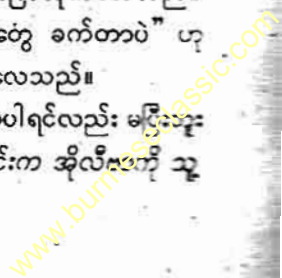 တွေ ခက်တာပဲ” ဟု
လေသည်။
ပါရင်လည်း မပြီးဘူး
င်းက အိုလီဗာကို သူ့
www.burmeseclassic.com